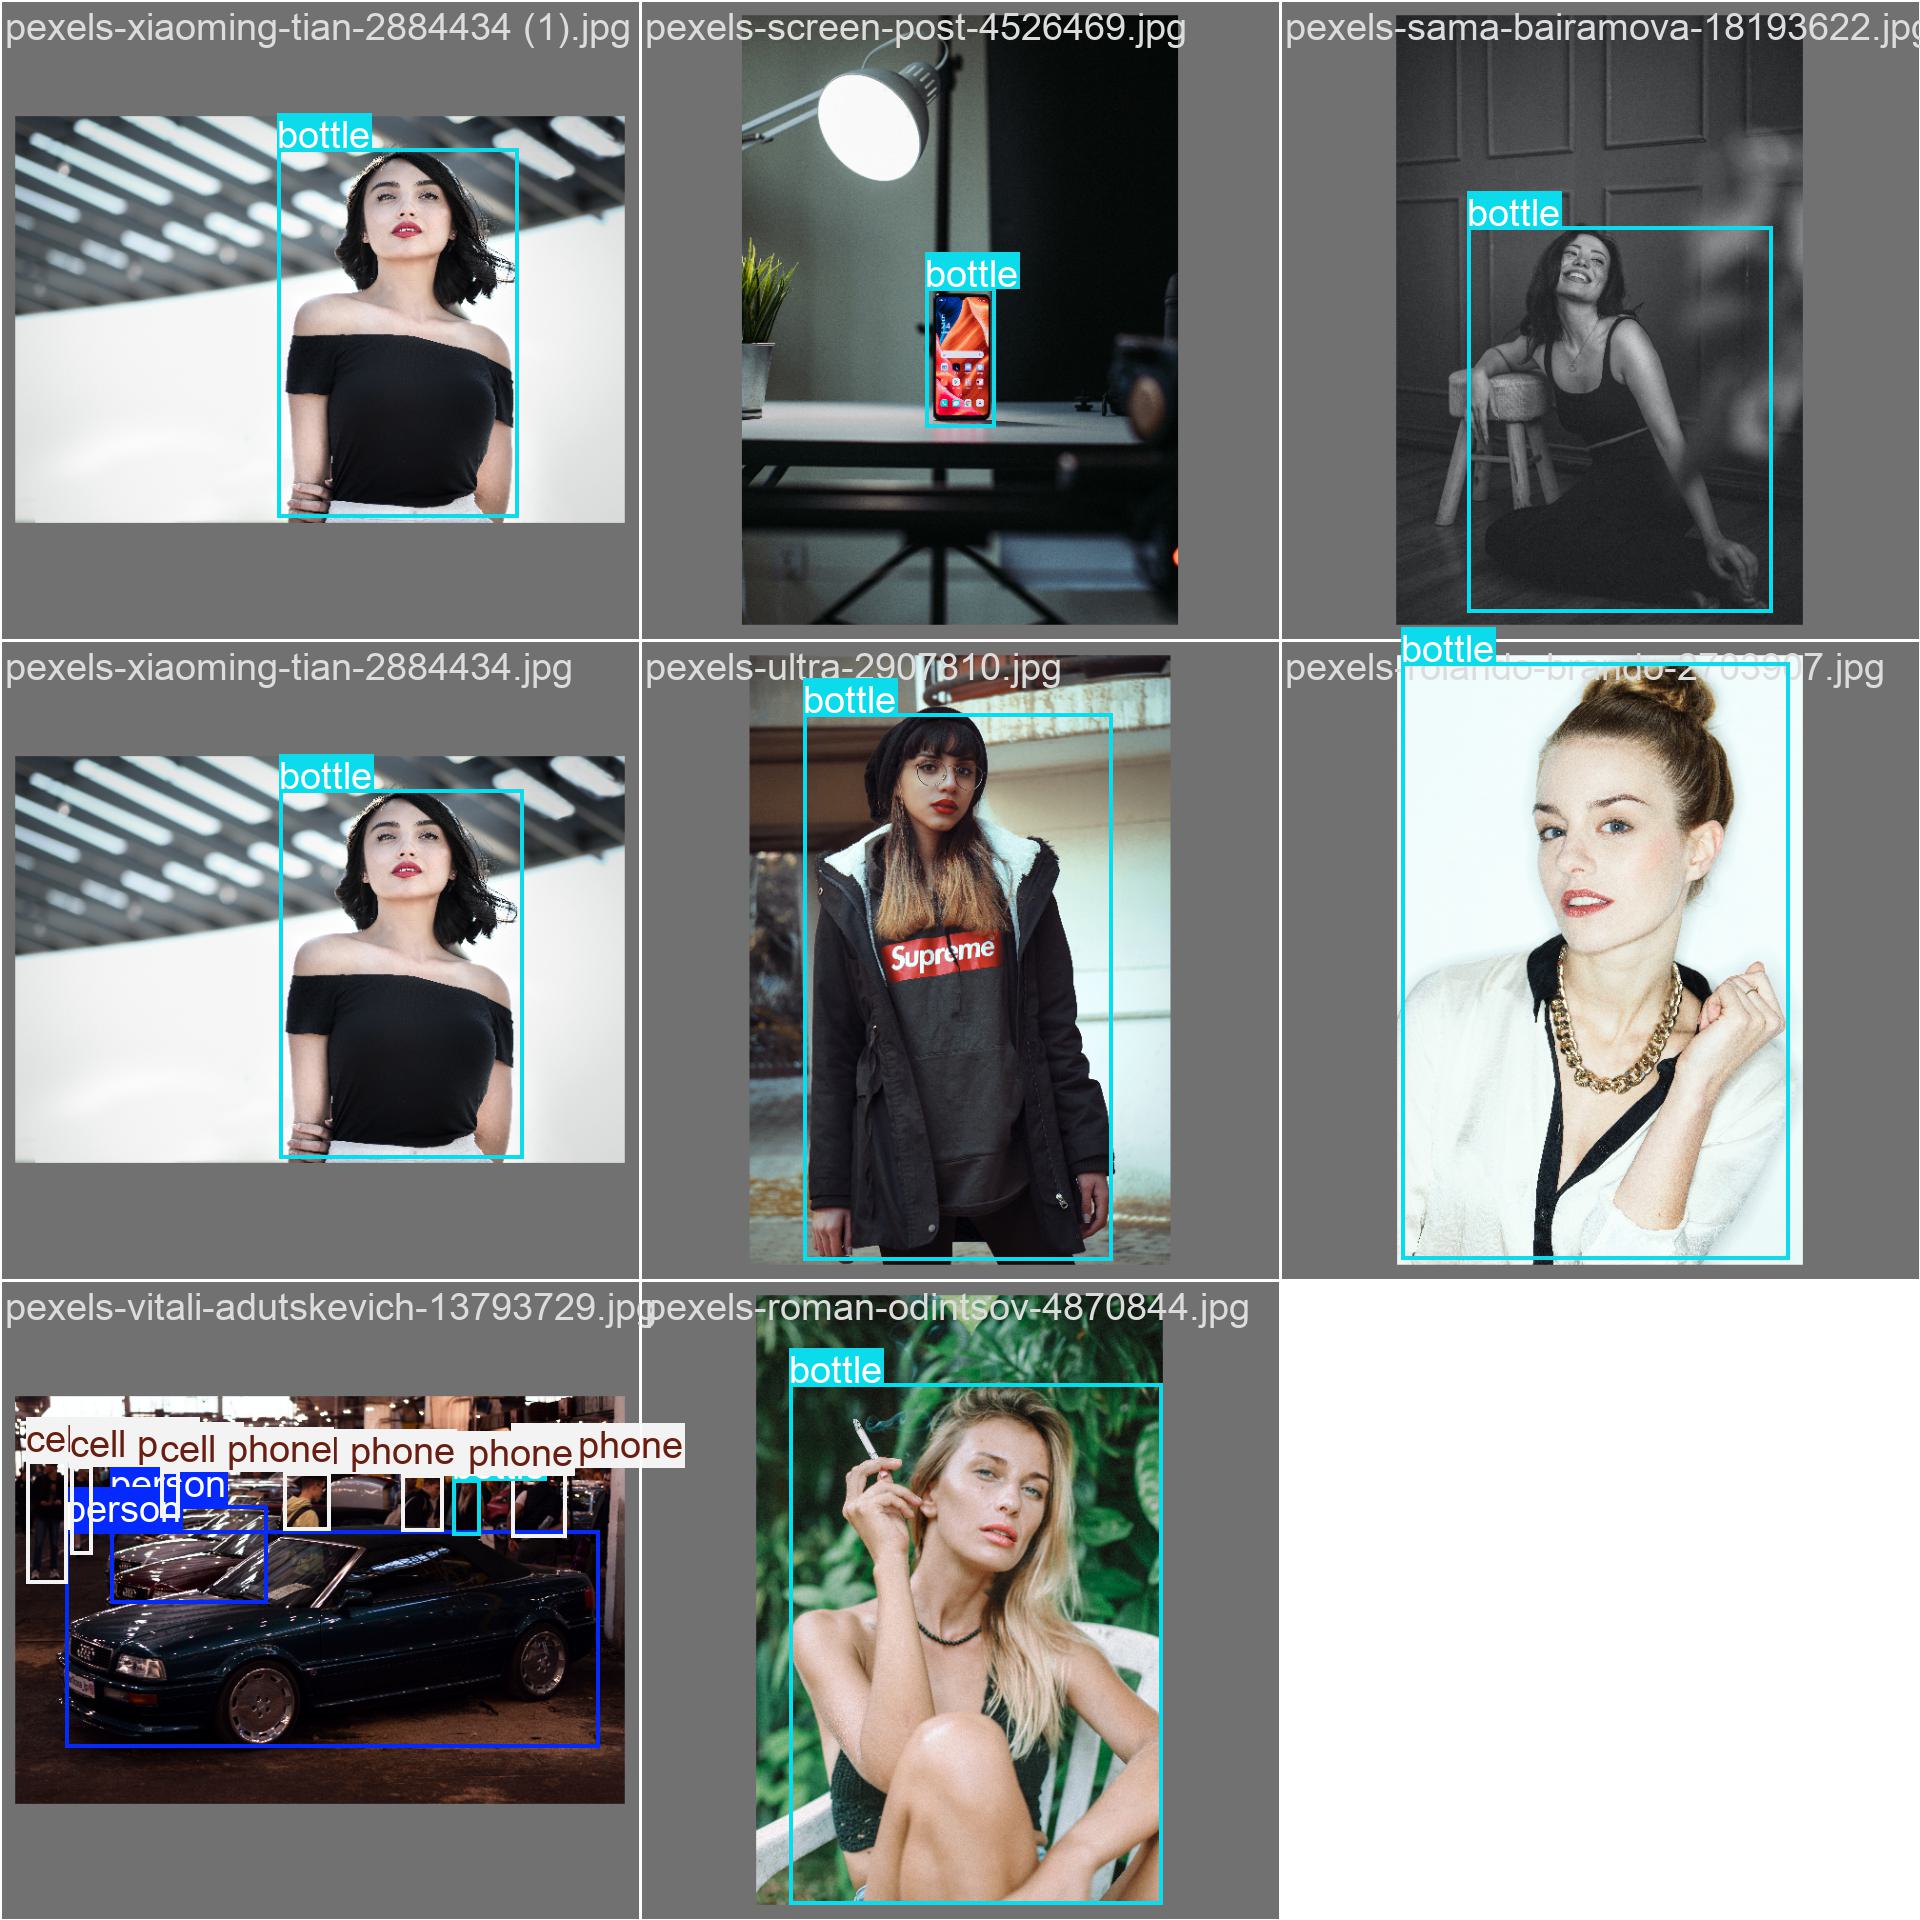 pexels-xiaoming-tian-2884434 (1).jpg
pexels-screen-post-4526469.jpg
pexels-sama-bairamova-18193622.jpg
bottle
bottle
bottle
pexels-xiaoming-tian-2884434.jpg
pexels-ultra-2907810.jpg
pexels-rolando-brando-2703907.jpg
bottle
bottle
bottle
Supreme
pexels-vitali-adutskevich-13793729.jpg
pexels-roman-odintsov-4870844.jpg
bottle
cel
cell p
cell phone
phone
phone
phone
person
person